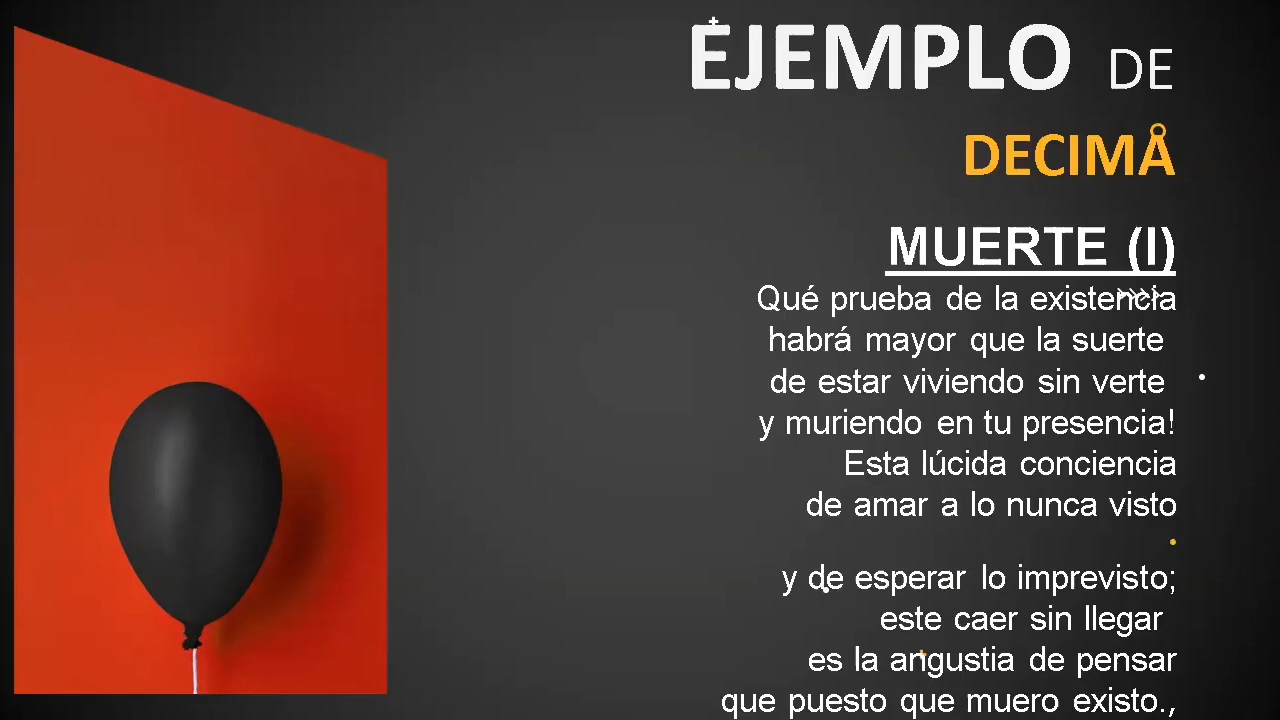 EJEMPLO DE
DECIMA
MUERTE (I)
Qué prueba de la existencia
habrá mayor que la suerte
de estar viviendo sin verte
y muriendo en tu presencia!
Esta lúcida conciencia
de amar a lo nunca visto
y de esperar lo imprevisto;
este caer sin llegar
es la angustia de pensar
que puesto que muero existo.,